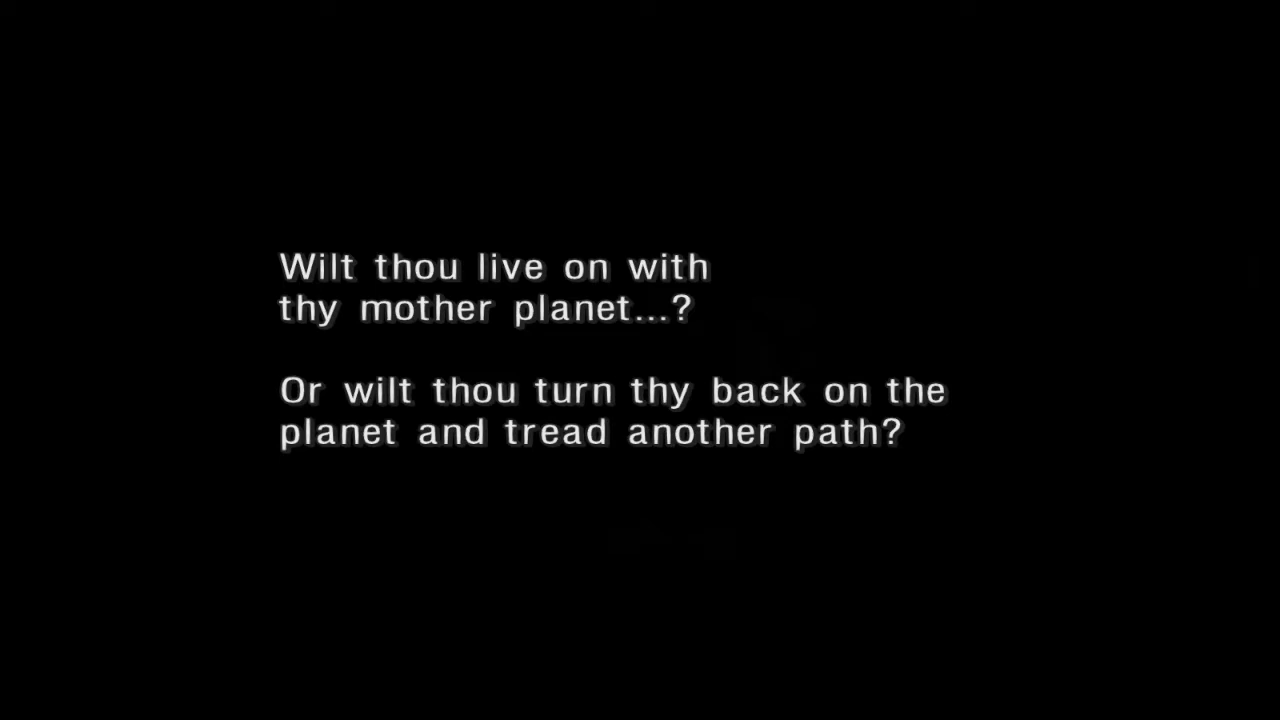 Wilt thou live on with
thy mother planet...?
Or wilt thou turn thy back on the
planet and tread another path?